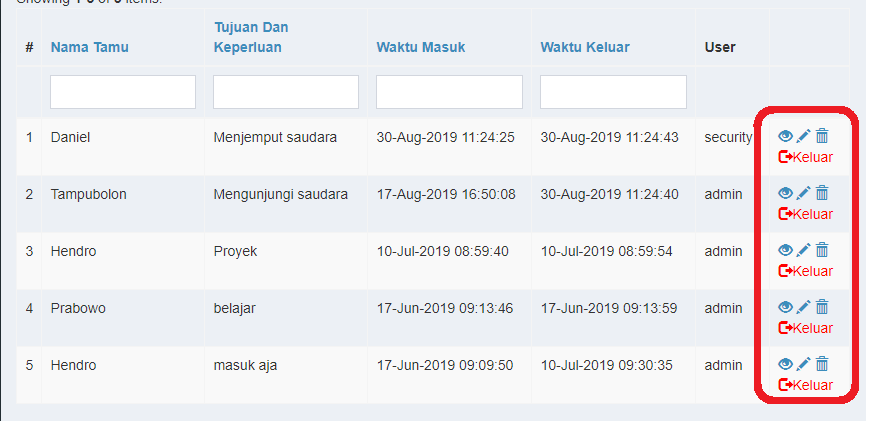 Showing 1-5 of 5 items.
Tujuan Dan
# Nama Tamu Keperluan Waktu Masuk Waktu Keluar User
1 Daniel Menjemput saudara 30-Aug-2019 11:24:25 30-Aug-2019 11:24:43 security
Keluar
2 Tampubolon Mengunjungi saudara 17-Aug-2019 16:50:08 30-Aug-2019 11:24:40 admin
Keluar
3 Hendro Proyek 10-Jul-2019 08:59:40 10-Jul-2019 08:59:54 admin
Keluar
4 Prabowo belajar 17-Jun-2019 09:13:46 17-Jun-2019 09:13:59 admin
Keluar
5 Hendro masuk aja 17-Jun-2019 09:09:50 10-Jul-2019 09:30:35 admin
Keluar